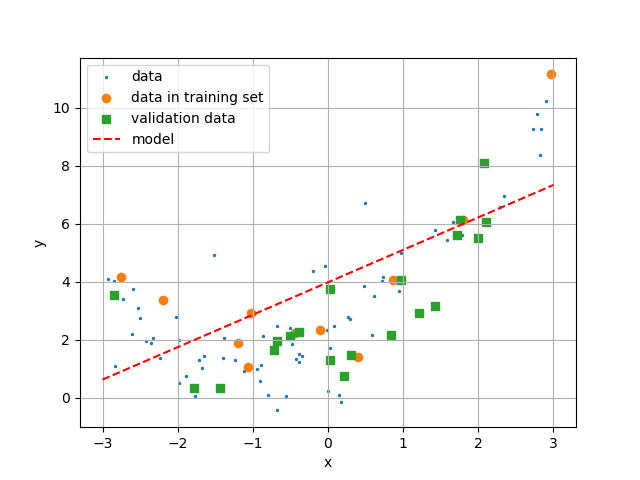 data
data in training set
validation data
model
10
8
6
4
2
0
y
−3
−2
−1
0
1
2
3
x